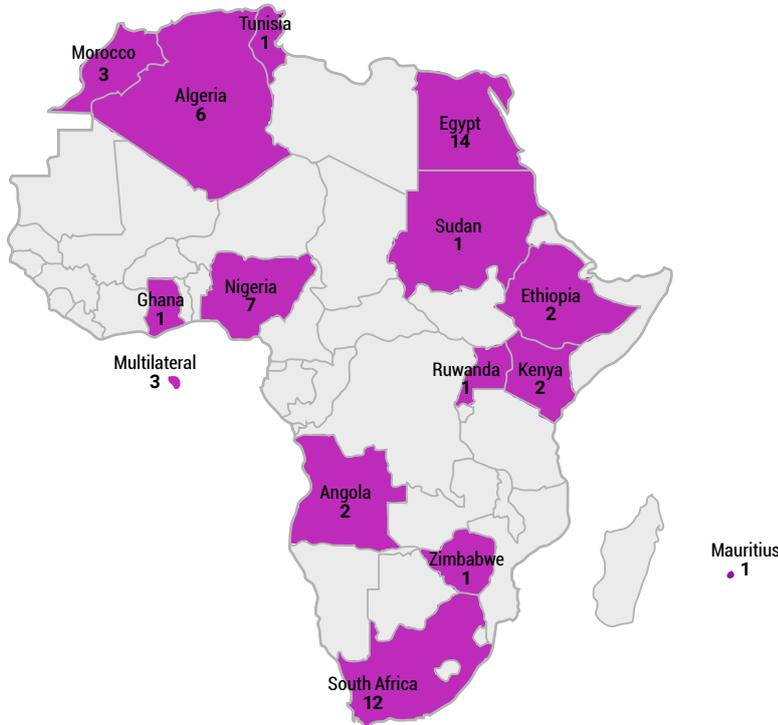 Tunisia
1
Morocco
3
Algeria
6
Egypt
14
Sudan
1
Ethiopia
2
Nigeria
7
Ghana
1
Multilateral
3
Ruwanda
1
Kenya
2
Angola
2
Zimbabwe
1
Mauritius
1
South Africa
12